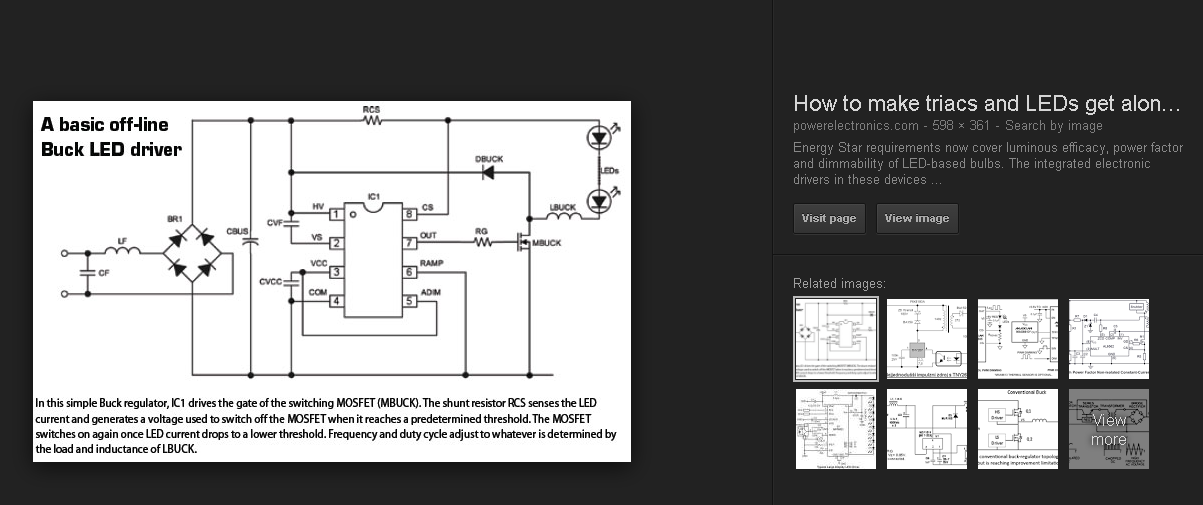 A basic off-line
Buck LED driver
RCS
DBUCK
LEDs
IC1
HV
1
8
CS
LBUCK
CVF
BR1
CBUS
VS
2
7
OUT
RG
MBUCK
LF
VCC
3
6
RAMP
CF
CVCC
COM
4
5
ADIM
In this simple Buck regulator, IC1 drives the gate of the switching MOSFET (MBUCK). The shunt resistor RCS senses the LED
current and generates a voltage used to switch off the MOSFET when it reaches a predetermined threshold. The MOSFET
switches on again once LED current drops to a lower threshold. Frequency and duty cycle adjust to whatever is determined by
the load and inductance of LBUCK.
How to make triacs and LEDs get alon...
powerelectronics.com - 598 × 361 - Search by image
Energy Star requirements now cover luminous efficacy, power factor
and dimmability of LED-based bulbs. The integrated electronic
drivers in these devices ...
Visit page
View image
Related images:
Conventional Buck
View
more